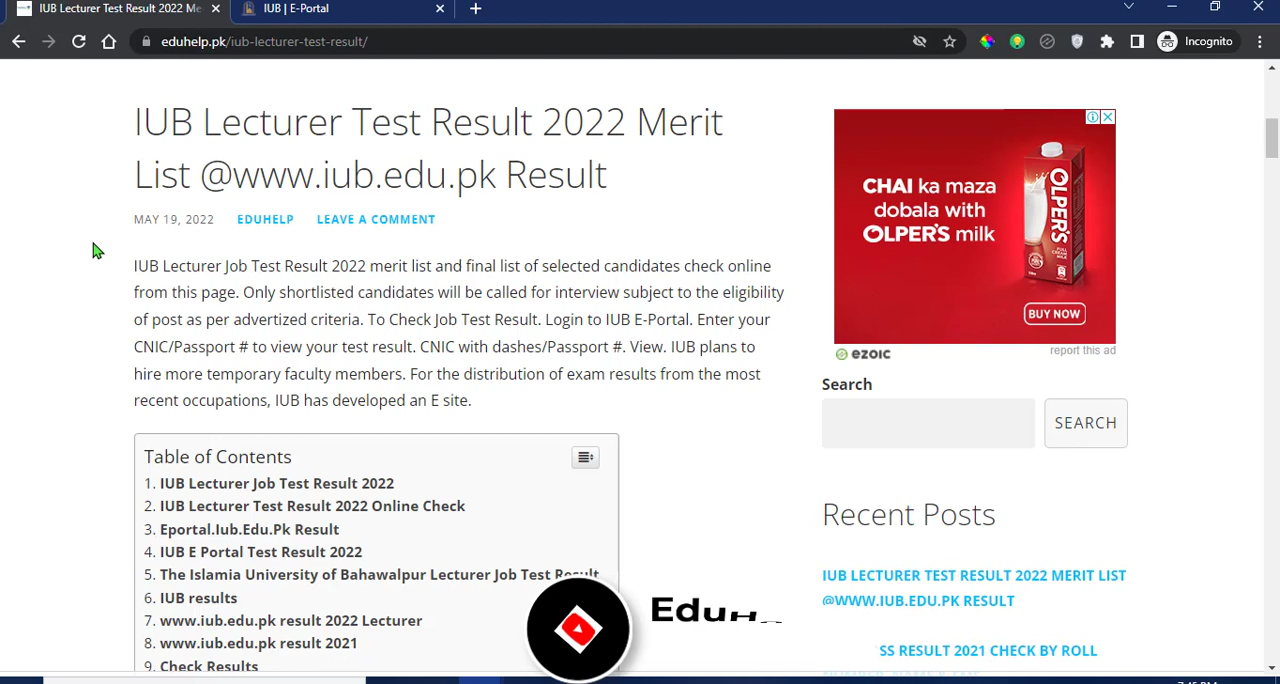 IUB Lecturer Test Result 2022 Me
IUB | E-Portal
eduhelp.pk/iub-lecturer-test-result/
Incognito
IUB Lecturer Test Result 2022 Merit
List @www.iub.edu.pk Result
MAY 19, 2022 EDUHELP LEAVE A COMMENT
IUB Lecturer Job Test Result 2022 merit list and final list of selected candidates check online
from this page. Only shortlisted candidates will be called for interview subject to the eligibility
of post as per advertized criteria. To Check Job Test Result. Login to IUB E-Portal. Enter your
CNIC/Passport # to view your test result. CNIC with dashes/Passport #. View. IUB plans to
hire more temporary faculty members. For the distribution of exam results from the most
recent occupations, IUB has developed an E site.
Table of Contents
1. IUB Lecturer Job Test Result 2022
2. IUB Lecturer Test Result 2022 Online Check
3. Eportal.Iub.Edu.Pk Result
4. IUB E Portal Test Result 2022
5. The Islamia University of Bahawalpur Lecturer Job Test Result
6. IUB results
7. www.iub.edu.pk result 2022 Lecturer
8. www.iub.edu.pk result 2021
9. Check Results
CHAI ka maza
dobala with
OLPER'S milk
OLPER'S
FULL CREAM MILK
BUY NOW
ezoic
report this ad
Search
SEARCH
Recent Posts
IUB LECTURER TEST RESULT 2022 MERIT LIST
@WWW.IUB.EDU.PK RESULT
SS RESULT 2021 CHECK BY ROLL
Edu